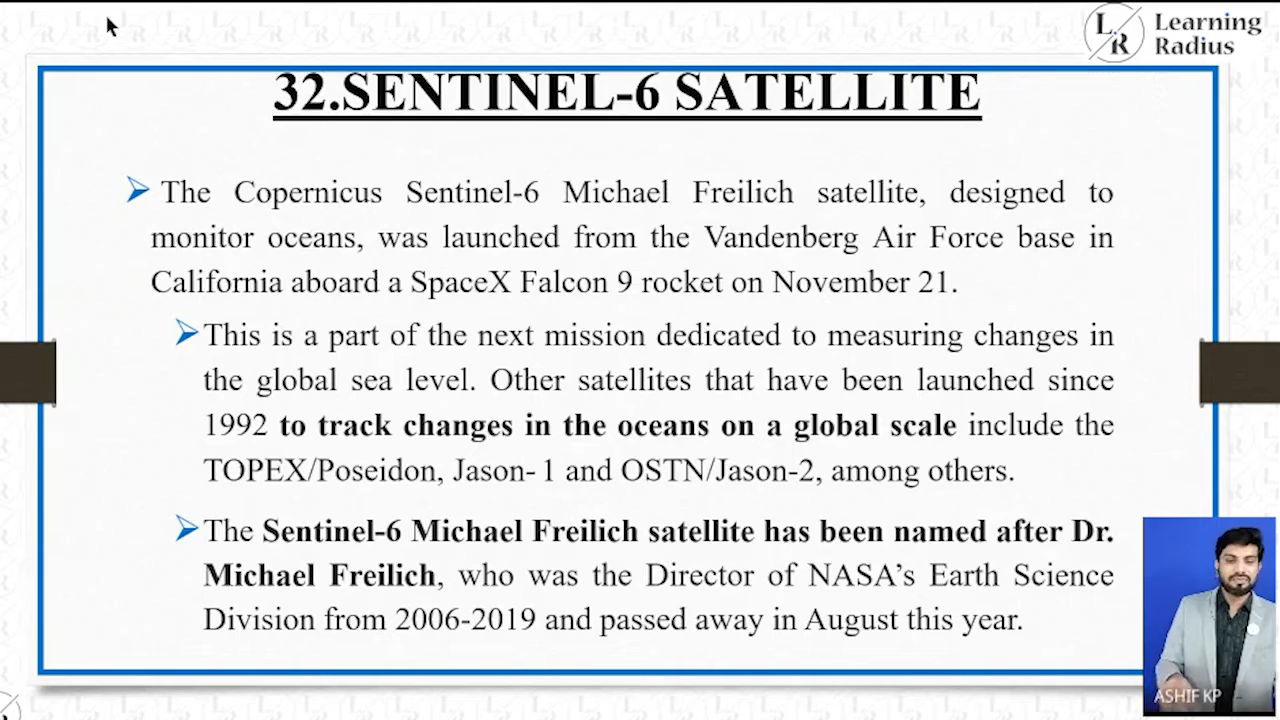 L
R
Learning
Radius
32.SENTINEL-6 SATELLITE
➢ The Copernicus Sentinel-6 Michael Freilich satellite, designed to
monitor oceans, was launched from the Vandenberg Air Force base in
California aboard a SpaceX Falcon 9 rocket on November 21.
➢This is a part of the next mission dedicated to measuring changes in
the global sea level. Other satellites that have been launched since
1992 to track changes in the oceans on a global scale include the
TOPEX/Poseidon, Jason- 1 and OSTN/Jason-2, among others.
➢The Sentinel-6 Michael Freilich satellite has been named after Dr.
Michael Freilich, who was the Director of NASA’s Earth Science
Division from 2006-2019 and passed away in August this year.
ASHIF KP